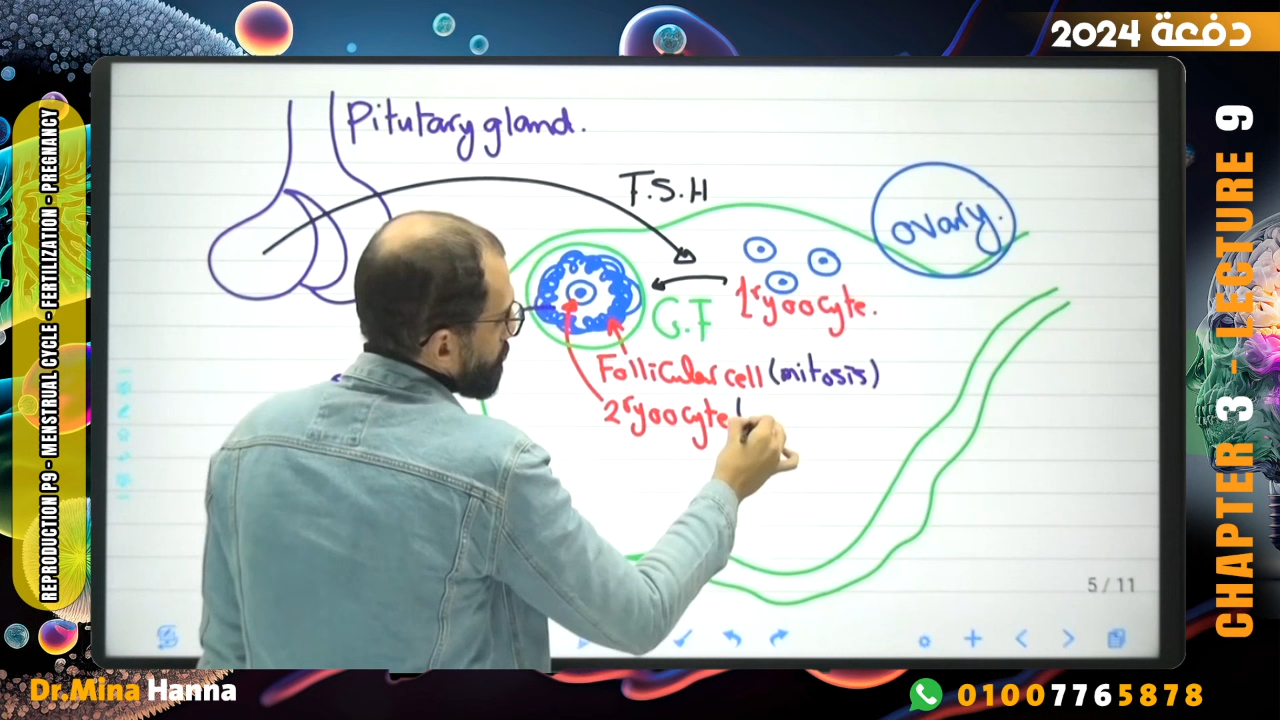 دفعة 2024
REPRODUCTION P9 - MENSTRUAL CYCLE - FERTILIZATION - PREGNANCY
CHAPTER 3 - LECTURE 9
Pitutary gland.
T.S.H
ovary.
1ry oocyte.
G.F
Follicular cell (mitosis)
2ry oocyte (
5 / 11
Dr.Mina Hanna
01007765878